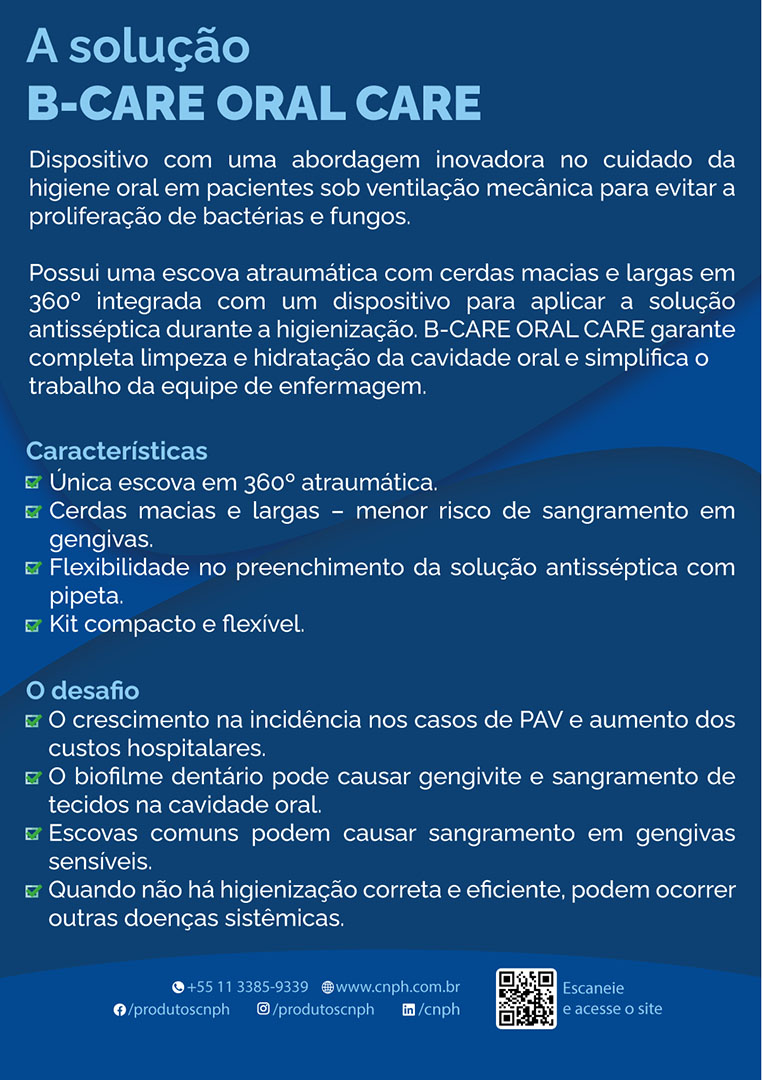 A solução
B-CARE ORAL CARE
Dispositivo com uma abordagem inovadora no cuidado da
higiene oral em pacientes sob ventilação mecânica para evitar a
proliferação de bactérias e fungos.
Possui uma escova atraumática com cerdas macias e largas em
360º integrada com um dispositivo para aplicar a solução
antisséptica durante a higienização. B-CARE ORAL CARE garante
completa limpeza e hidratação da cavidade oral e simplifica o
trabalho da equipe de enfermagem.
Características
Única escova em 360º atraumática.
Cerdas macias e largas – menor risco de sangramento em
gengivas.
Flexibilidade no preenchimento da solução antisséptica com
pipeta.
Kit compacto e flexível.
O desafio
O crescimento na incidência nos casos de PAV e aumento dos
custos hospitalares.
O biofilme dentário pode causar gengivite e sangramento de
tecidos na cavidade oral.
Escovas comuns podem causar sangramento em gengivas
sensíveis.
Quando não há higienização correta e eficiente, podem ocorrer
outras doenças sistêmicas.
+55 11 3385-9339 www.cnph.com.br
/produtoscnph /produtoscnph /cnph
Escaneie
e acesse o site